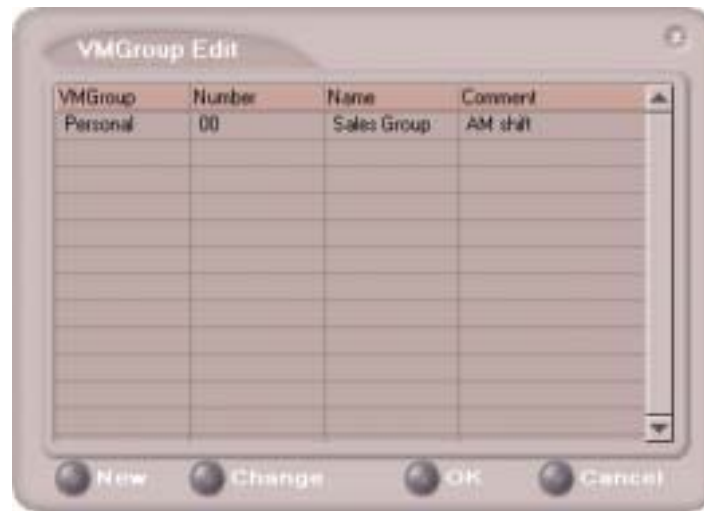 VMGroup Edit
VMGroup Number Name Comment
Personal 00 Sales Group AM shift
New Change OK Cancel